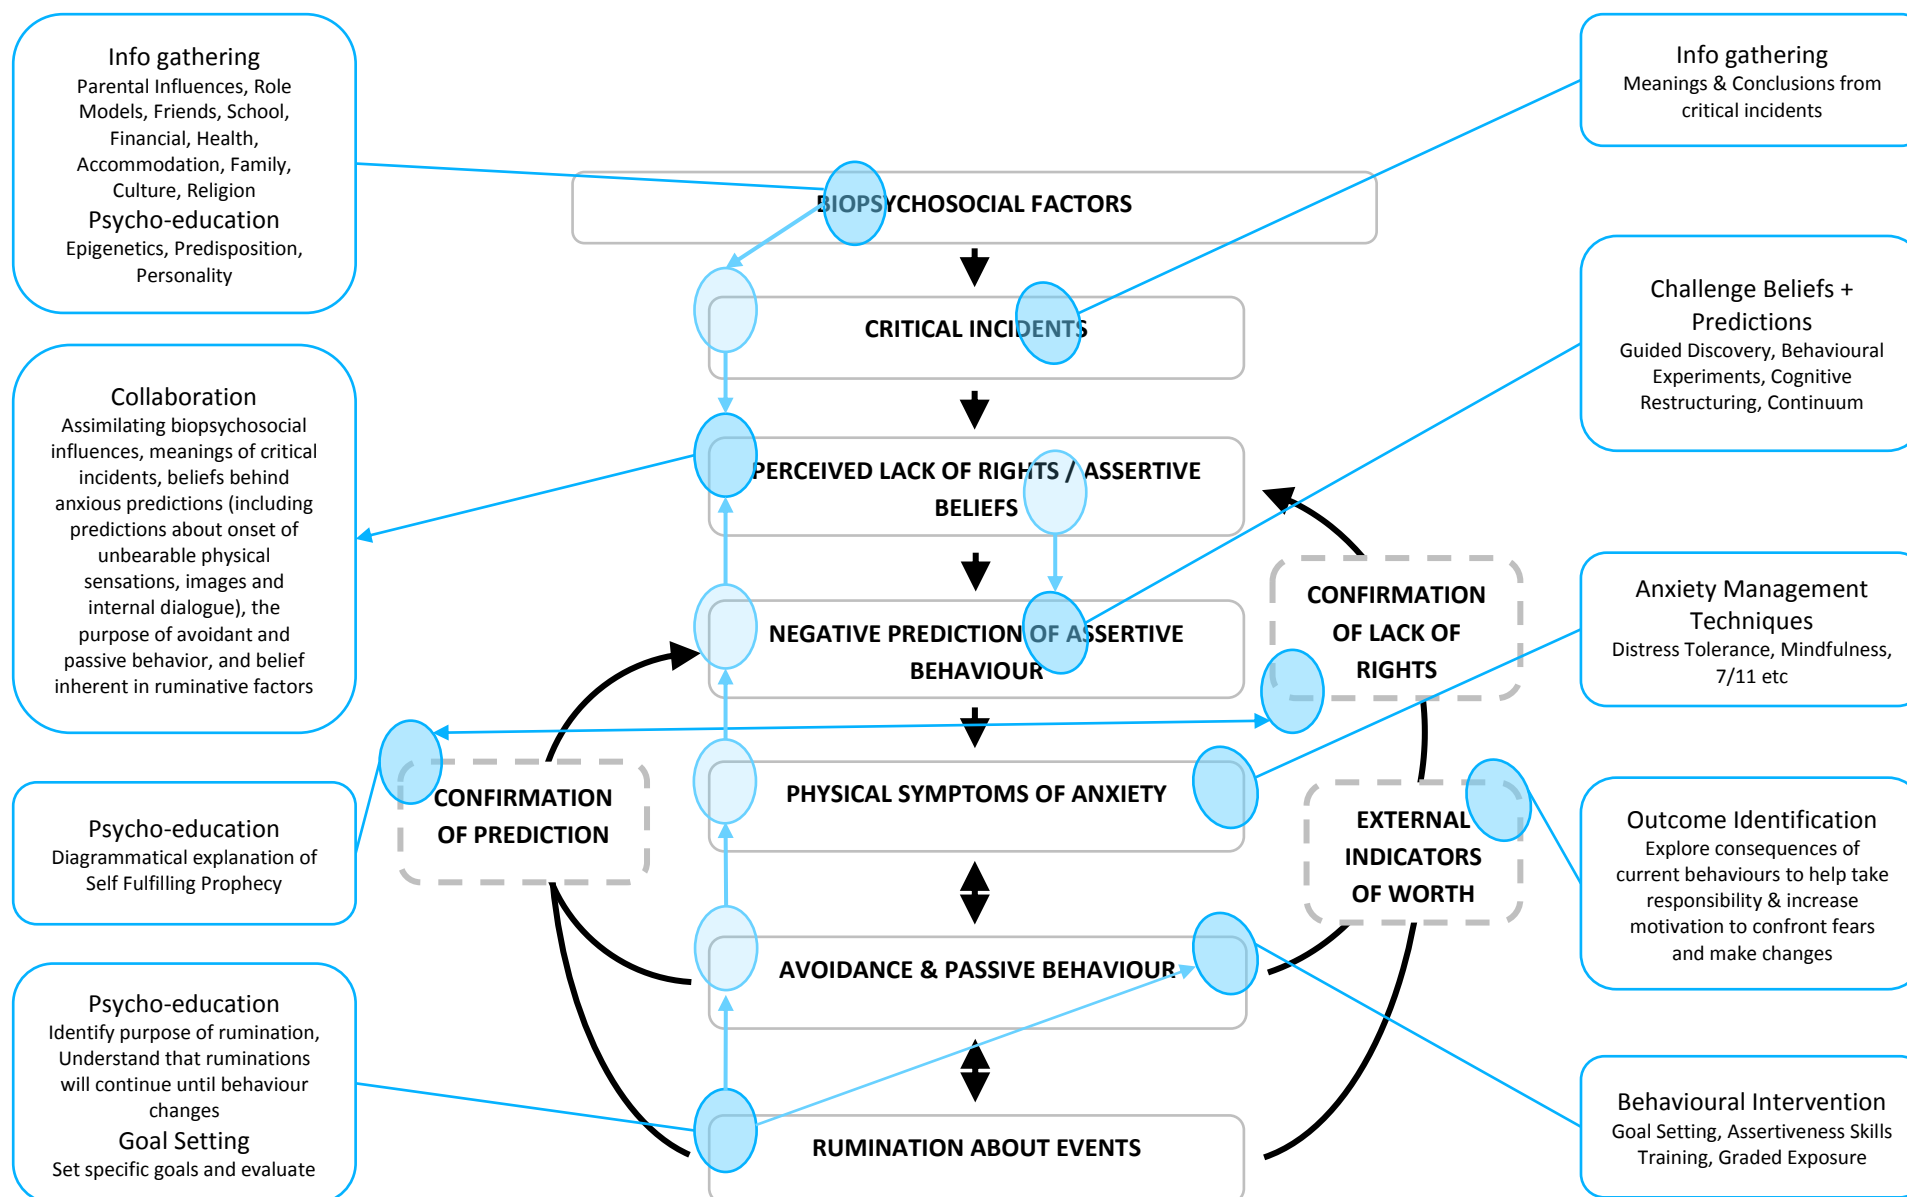 Info gathering
Parental Influences, Role
Models, Friends, School,
Financial, Health,
Accommodation, Family,
Culture, Religion
Psycho-education
Epigenetics, Predisposition,
Personality
Collaboration
Assimilating biopsychosocial
influences, meanings of critical
incidents, beliefs behind
anxious predictions (including
predictions about onset of
unbearable physical
sensations, images and
internal dialogue), the
purpose of avoidant and
passive behavior, and belief
inherent in ruminative factors
Psycho-education
Diagrammatical explanation of
Self Fulfilling Prophecy
Psycho-education
Identify purpose of rumination,
Understand that ruminations
will continue until behaviour
changes
Goal Setting
Set specific goals and evaluate
BIOPSYCHOSOCIAL FACTORS
CRITICAL INCIDENTS
PERCEIVED LACK OF RIGHTS / ASSERTIVE
BELIEFS
NEGATIVE PREDICTION OF ASSERTIVE
BEHAVIOUR
PHYSICAL SYMPTOMS OF ANXIETY
AVOIDANCE & PASSIVE BEHAVIOUR
RUMINATION ABOUT EVENTS
CONFIRMATION
OF PREDICTION
CONFIRMATION
OF LACK OF
RIGHTS
EXTERNAL
INDICATORS
OF WORTH
Info gathering
Meanings & Conclusions from
critical incidents
Challenge Beliefs +
Predictions
Guided Discovery, Behavioural
Experiments, Cognitive
Restructuring, Continuum
Anxiety Management
Techniques
Distress Tolerance, Mindfulness,
7/11 etc
Outcome Identification
Explore consequences of
current behaviours to help take
responsibility & increase
motivation to confront fears
and make changes
Behavioural Intervention
Goal Setting, Assertiveness Skills
Training, Graded Exposure